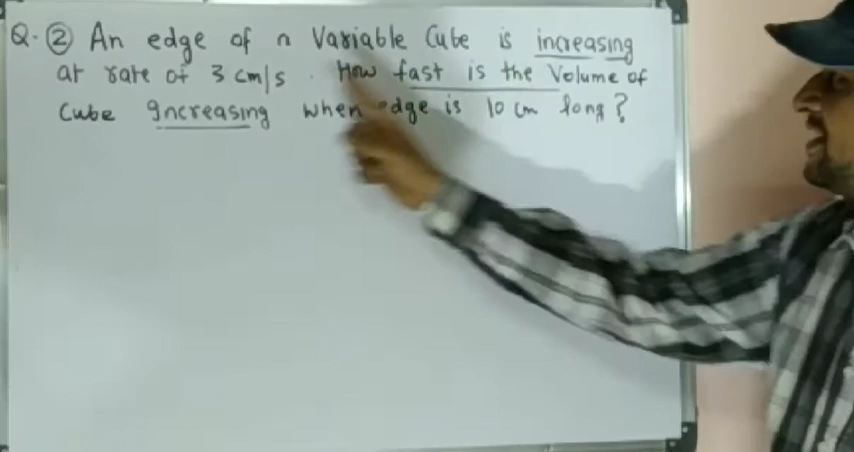 Q. ② An edge of a Variable Cube is increasing
at rate of 3 cm/s. How fast is the Volume of
Cube Increasing when edge is 10 cm long?